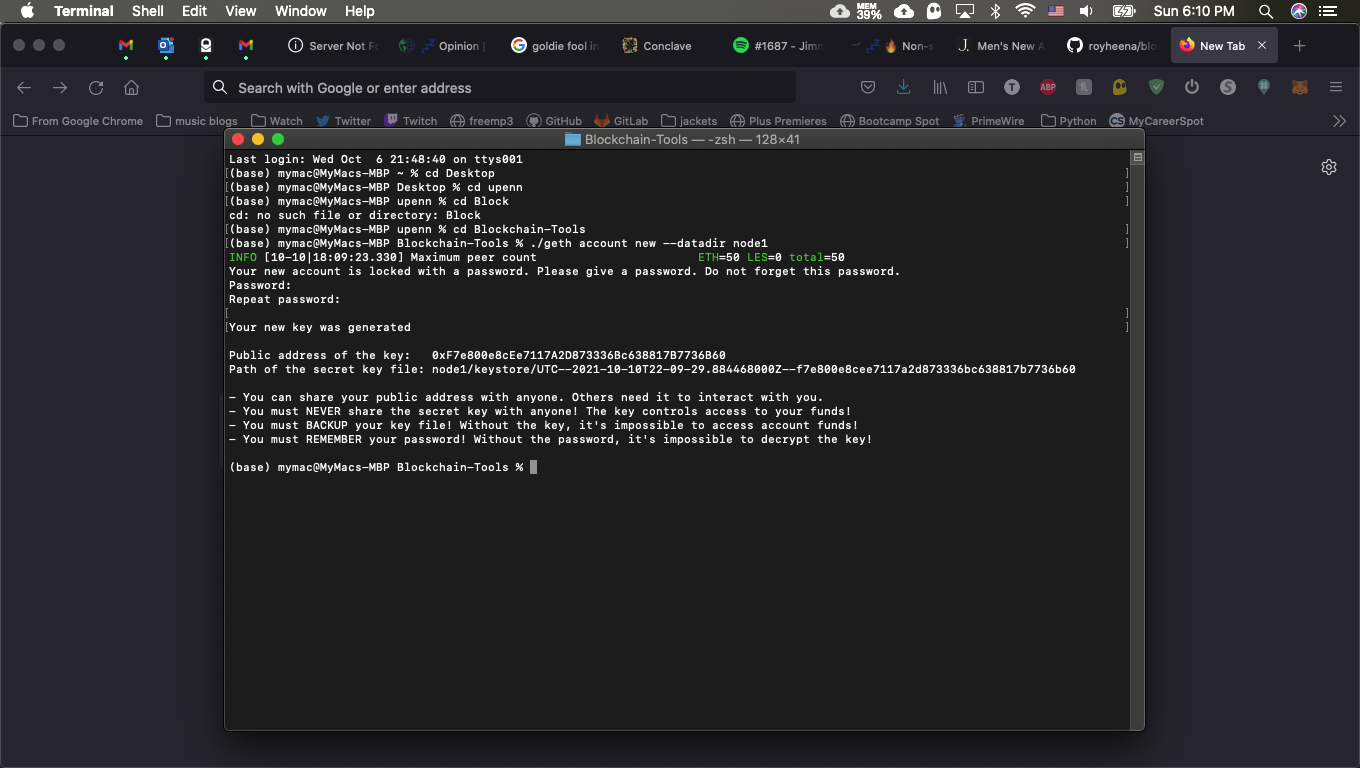 Terminal Shell Edit View Window Help MEM 39% Sun 6:10 PM
Server Not Fo Opinion | goldie fool in Conclave #1687 - Jimm Non-s Men's New A royheena/blo New Tab
Search with Google or enter address
From Google Chrome music blogs Watch Twitter Twitch freemp3 GitHub GitLab jackets Plus Premieres Bootcamp Spot PrimeWire Python MyCareerSpot
Blockchain-Tools — -zsh — 128×41
Last login: Wed Oct  6 21:48:40 on ttys001
[(base) mymac@MyMacs-MBP ~ % cd Desktop ]
[(base) mymac@MyMacs-MBP Desktop % cd upenn ]
[(base) mymac@MyMacs-MBP upenn % cd Block ]
cd: no such file or directory: Block
[(base) mymac@MyMacs-MBP upenn % cd Blockchain-Tools ]
[(base) mymac@MyMacs-MBP Blockchain-Tools % ./geth account new --datadir node1 ]
INFO [10-10|18:09:23.330] Maximum peer count ETH=50 LES=0 total=50
Your new account is locked with a password. Please give a password. Do not forget this password.
Password:
Repeat password:
[ ]
[Your new key was generated ]
Public address of the key:   0xF7e800e8cEe7117A2D873336Bc638817B7736B60
Path of the secret key file: node1/keystore/UTC--2021-10-10T22-09-29.884468000Z--f7e800e8cee7117a2d873336bc638817b7736b60
- You can share your public address with anyone. Others need it to interact with you.
- You must NEVER share the secret key with anyone! The key controls access to your funds!
- You must BACKUP your key file! Without the key, it's impossible to access account funds!
- You must REMEMBER your password! Without the password, it's impossible to decrypt the key!
(base) mymac@MyMacs-MBP Blockchain-Tools %